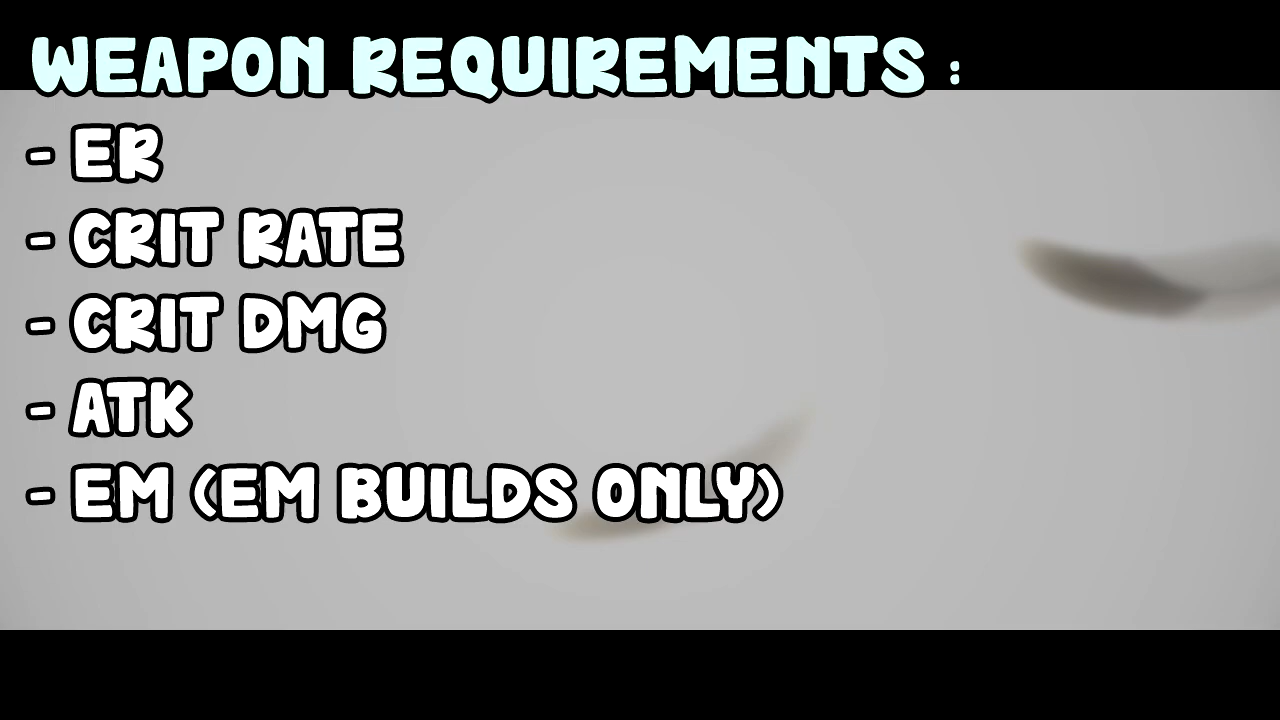 WEAPON REQUIREMENTS :
- ER
- CRIT RATE
- CRIT DMG
- ATK
- EM (EM BUILDS ONLY)